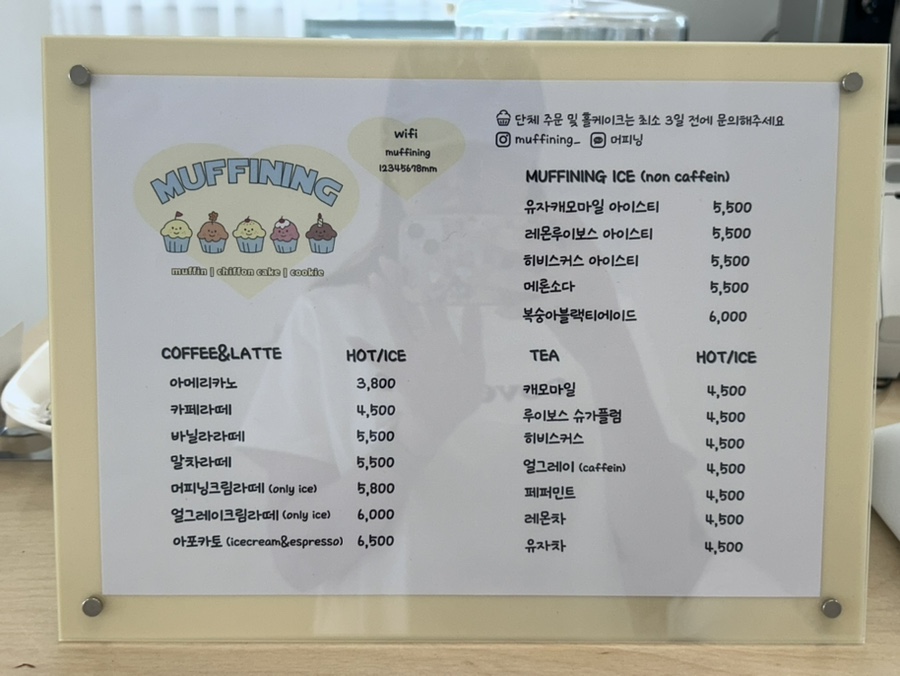 MUFFINING
muffin | chiffon cake | cookie
wifi
muffining
12345678mm
단체 주문 및 홀케이크는 최소 3일 전에 문의해주세요
muffining_ 머피닝
COFFEE&LATTE HOT/ICE
아메리카노 3,800
카페라떼 4,500
바닐라라떼 5,500
말차라떼 5,500
머피닝크림라떼 (only ice) 5,800
얼그레이크림라떼 (only ice) 6,000
아포카토 (icecream&espresso) 6,500
MUFFINING ICE (non caffein)
유자캐모마일 아이스티 5,500
레몬루이보스 아이스티 5,500
히비스커스 아이스티 5,500
메론소다 5,500
복숭아블랙티에이드 6,000
TEA HOT/ICE
캐모마일 4,500
루이보스 슈가플럼 4,500
히비스커스 4,500
얼그레이 (caffein) 4,500
페퍼민트 4,500
레몬차 4,500
유자차 4,500